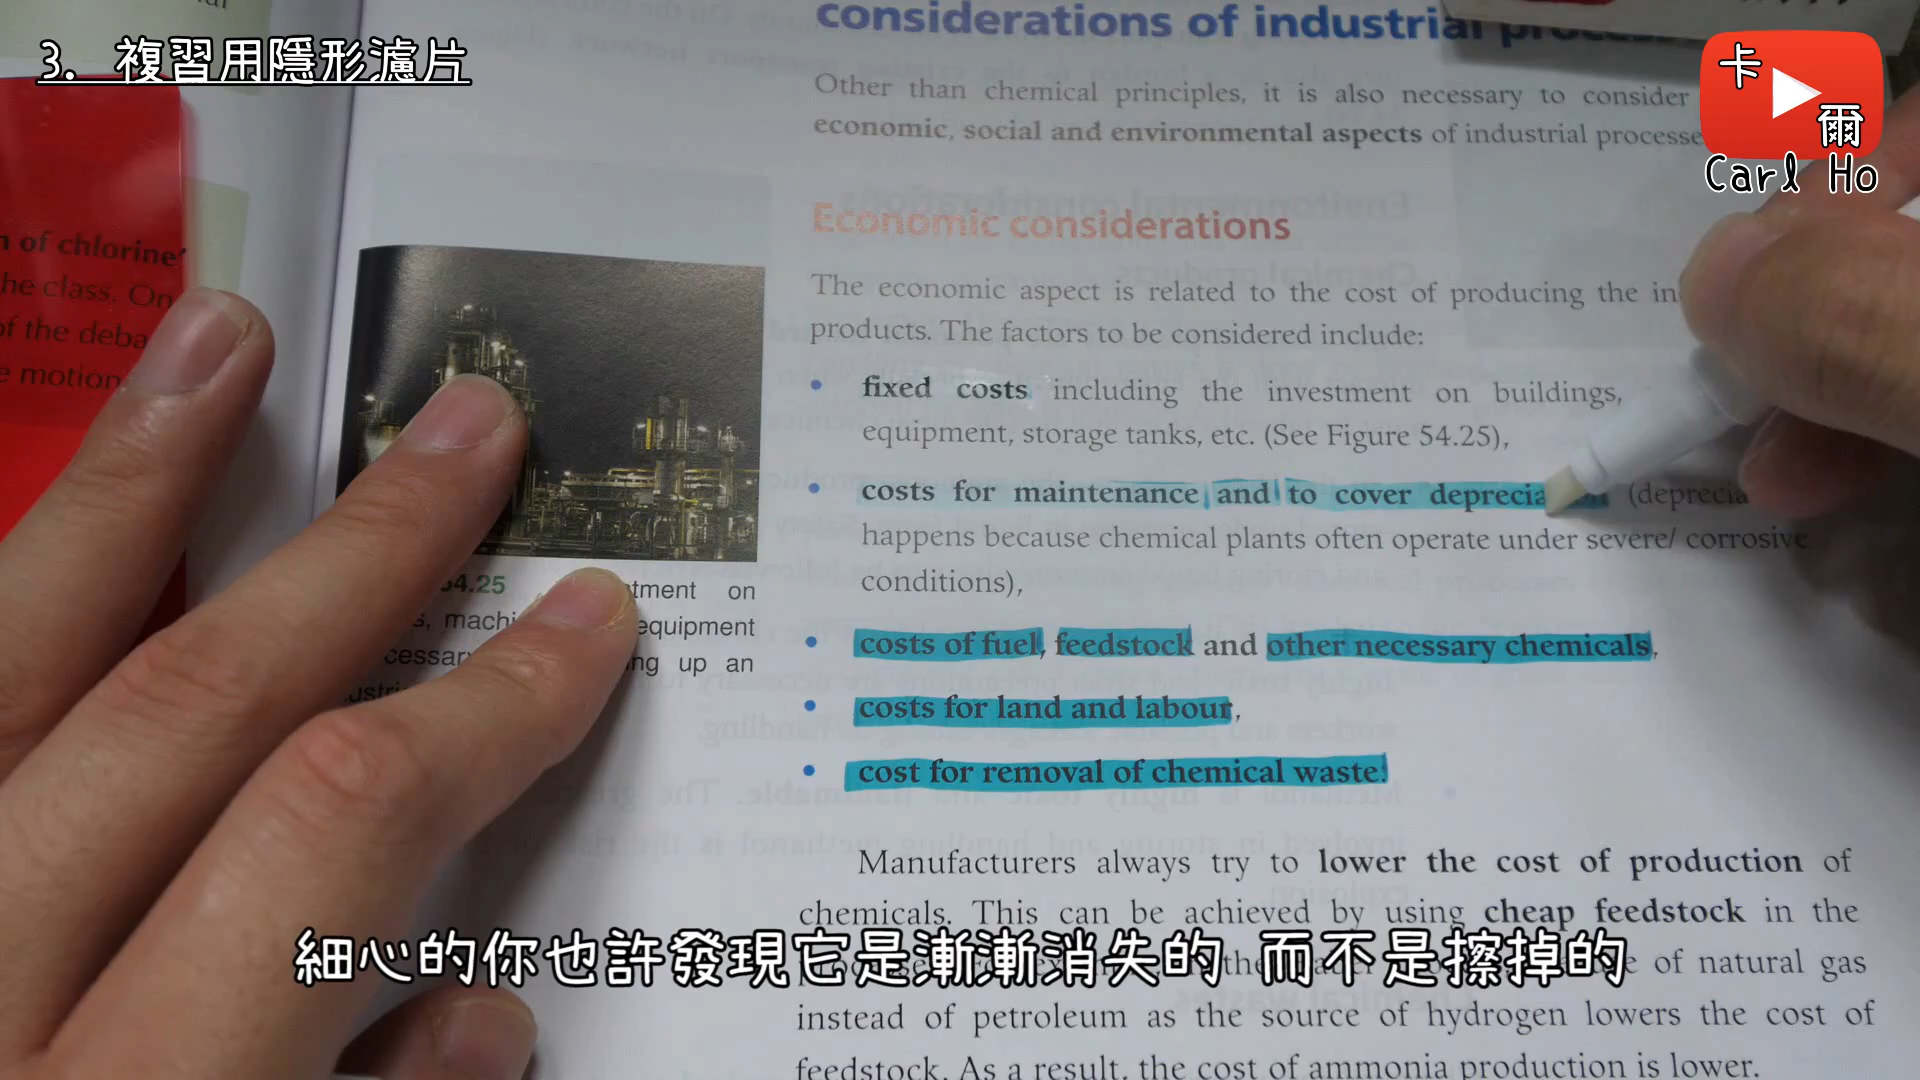 3. 複習用隱形濾片
卡
爾
Carl Ho
considerations of industrial
Other than chemical principles, it is also necessary to consider
economic, social and environmental aspects of industrial processe
Economic considerations
The economic aspect is related to the cost of producing the in
products. The factors to be considered include:
• fixed costs including the investment on buildings,
equipment, storage tanks, etc. (See Figure 54.25),
• costs for maintenance and to cover deprecia (deprecia
happens because chemical plants often operate under severe/ corrosive
conditions),
• costs of fuel, feedstock and other necessary chemicals,
• costs for land and labour,
• cost for removal of chemical waste.
Manufacturers always try to lower the cost of production of
chemicals. This can be achieved by using cheap feedstock in the
of natural gas
instead of petroleum as the source of hydrogen lowers the cost of
feedstock. As a result, the cost of ammonia production is lower.
n of chlorine'
he class. On
of the deba
e motion
54.25 tment on
s, machi equipment
cessar ng up an
ustri
細心的你也許發現它是漸漸消失的 而不是擦掉的